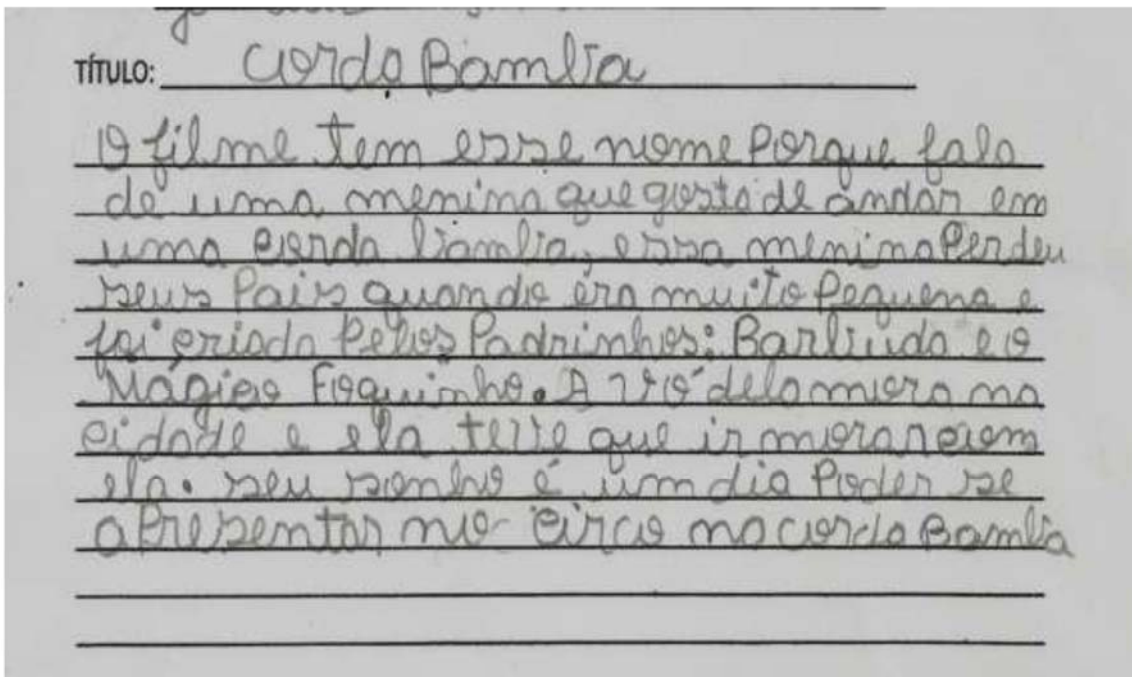 TÍTULO: Corda Bamba
O filme tem esse nome Porque fala
de uma menina que gosta de andar em
uma corda bamba, essa menina Perdeu
seus Pais quando era muito Pequena e
foi criada Pelos Padrinhos: Barbuda e o
Mágico Foguinho. A vó dela mora na
cidade e ela teve que ir morar com
ela. seu sonho é um dia Poder se
aPresentar no circo na corda Bamba